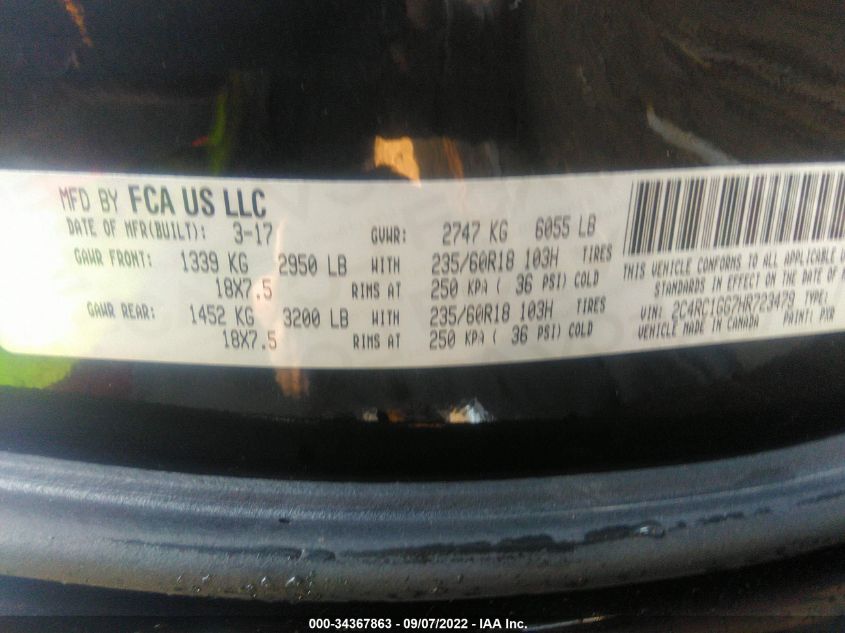 MFD BY FCA US LLC
DATE OF MFR(BUILT): 3-17 GVWR: 2747 KG 6055 LB
GAWR FRONT: 1339 KG 2950 LB WITH 235/60R18 103H TIRES
18X7.5 RIMS AT 250 KPA ( 36 PSI) COLD
GAWR REAR: 1452 KG 3200 LB WITH 235/60R18 103H TIRES
18X7.5 RIMS AT 250 KPA ( 36 PSI) COLD
THIS VEHICLE CONFORMS TO ALL APPLICABLE
STANDARDS IN EFFECT ON THE DATE OF
VIN: 2C4RC1GG7HR723479 TYPE:
VEHICLE MADE IN CANADA PAINT: PXR
000-34367863 - 09/07/2022 - IAA Inc.